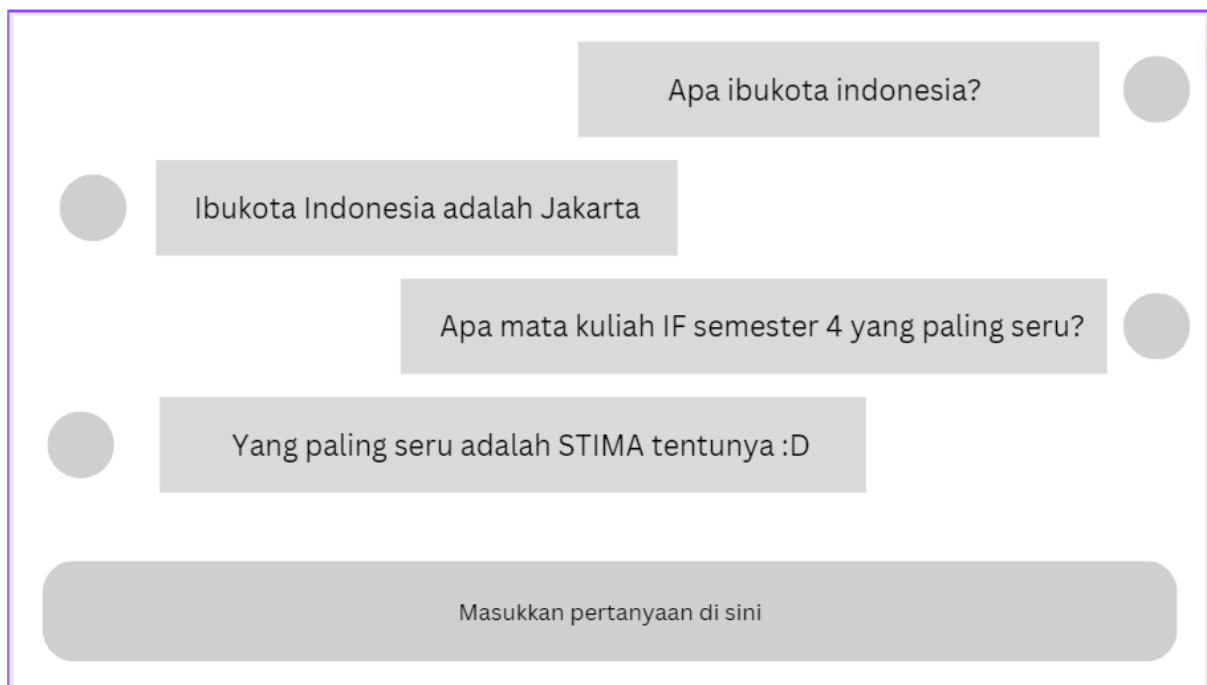 Apa ibukota indonesia?
Ibukota Indonesia adalah Jakarta
Apa mata kuliah IF semester 4 yang paling seru?
Yang paling seru adalah STIMA tentunya :D
Masukkan pertanyaan di sini